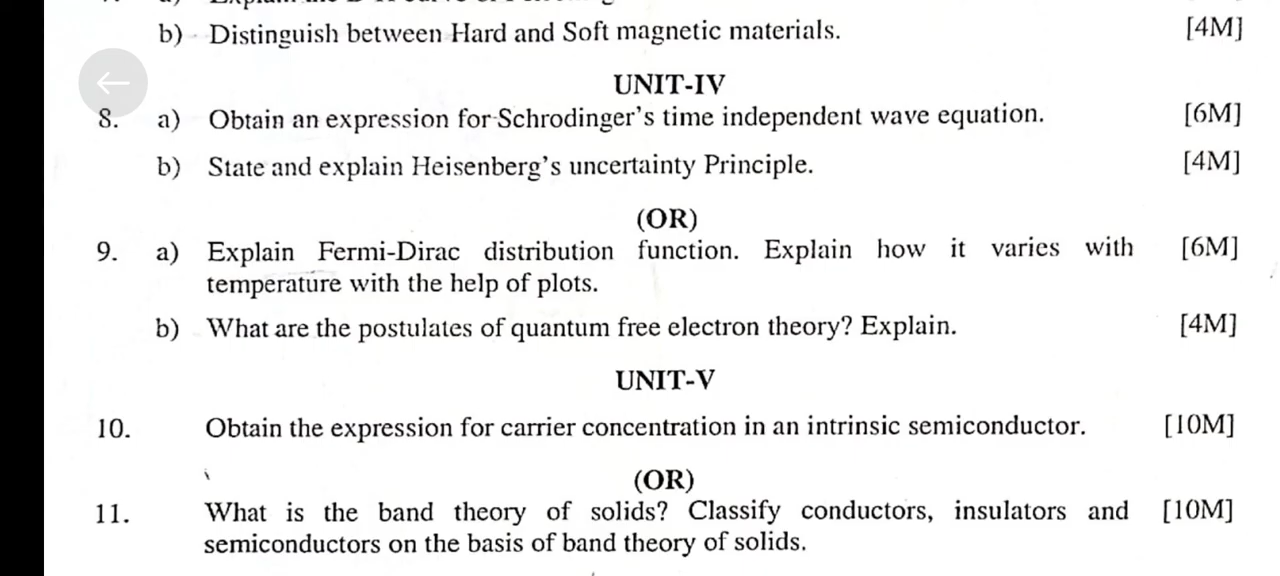 b) Distinguish between Hard and Soft magnetic materials. [4M]
UNIT-IV
8. a) Obtain an expression for Schrodinger's time independent wave equation. [6M]
b) State and explain Heisenberg's uncertainty Principle. [4M]
(OR)
9. a) Explain Fermi-Dirac distribution function. Explain how it varies with [6M]
temperature with the help of plots.
b) What are the postulates of quantum free electron theory? Explain. [4M]
UNIT-V
10. Obtain the expression for carrier concentration in an intrinsic semiconductor. [10M]
(OR)
11. What is the band theory of solids? Classify conductors, insulators and [10M]
semiconductors on the basis of band theory of solids.